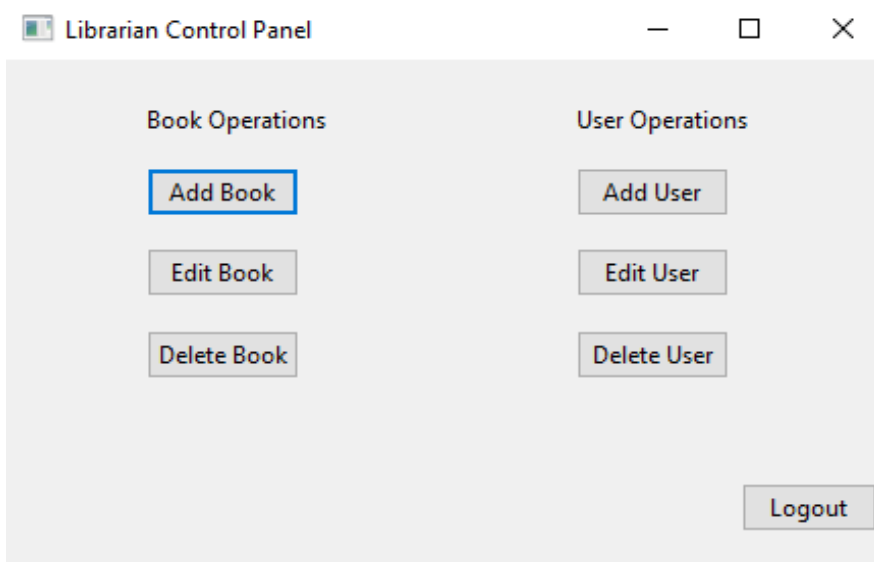 Librarian Control Panel
Book Operations
User Operations
Add Book
Add User
Edit Book
Edit User
Delete Book
Delete User
Logout